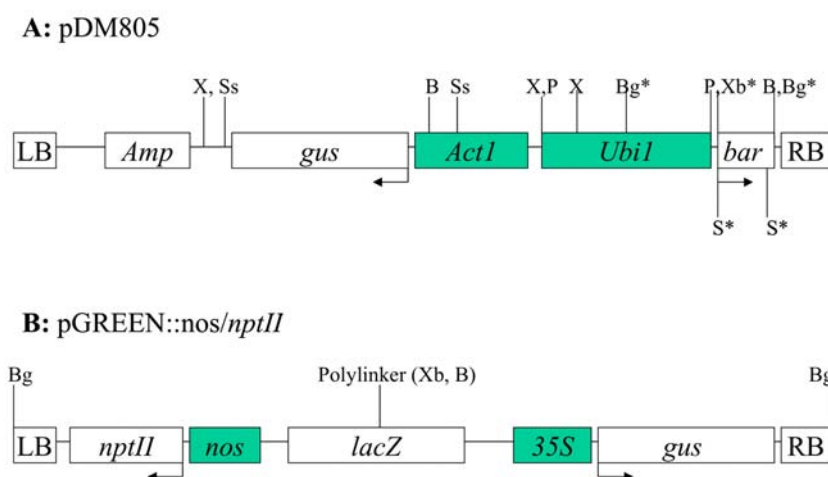 A: pDM805
X, Ss B Ss X,P X Bg* P,Xb* B,Bg*
LB Amp gus Act1 Ubi1 bar RB
S* S*
B: pGREEN::nos/nptII
Bg Polylinker (Xb, B) Bg
LB nptII nos lacZ 35S gus RB